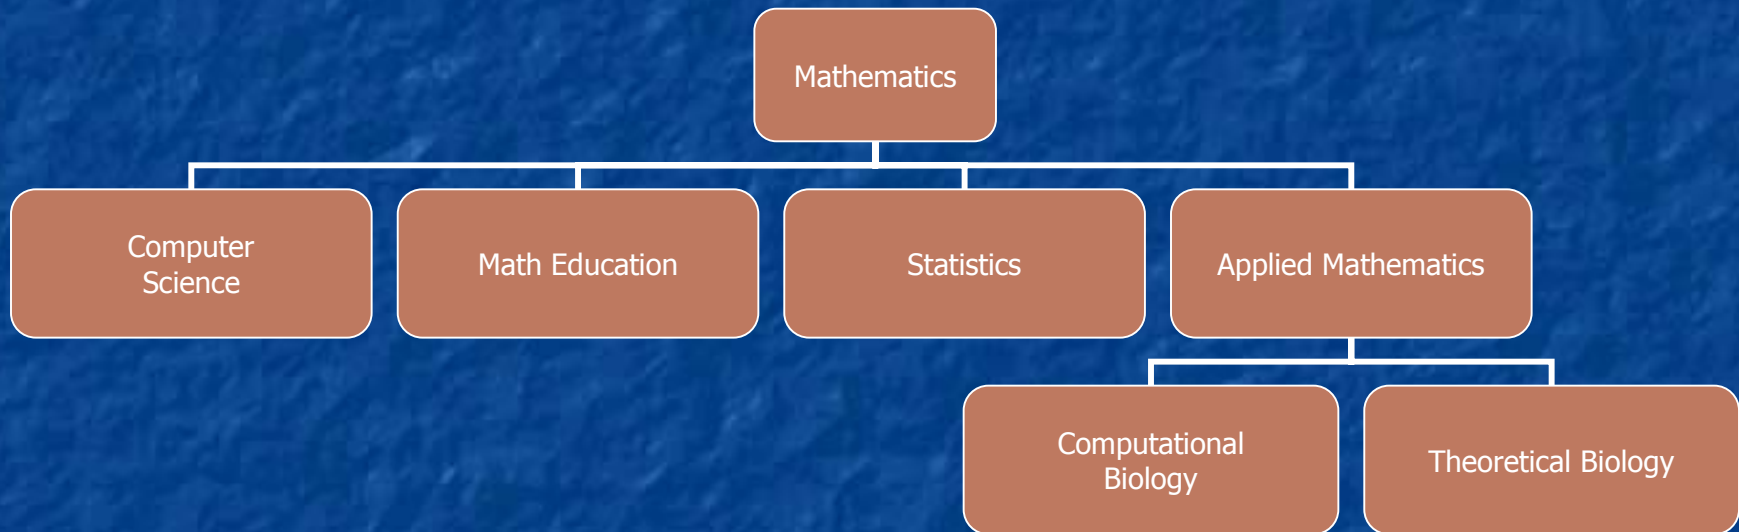 Mathematics
Computer
Science
Math Education
Statistics
Applied Mathematics
Computational
Biology
Theoretical Biology